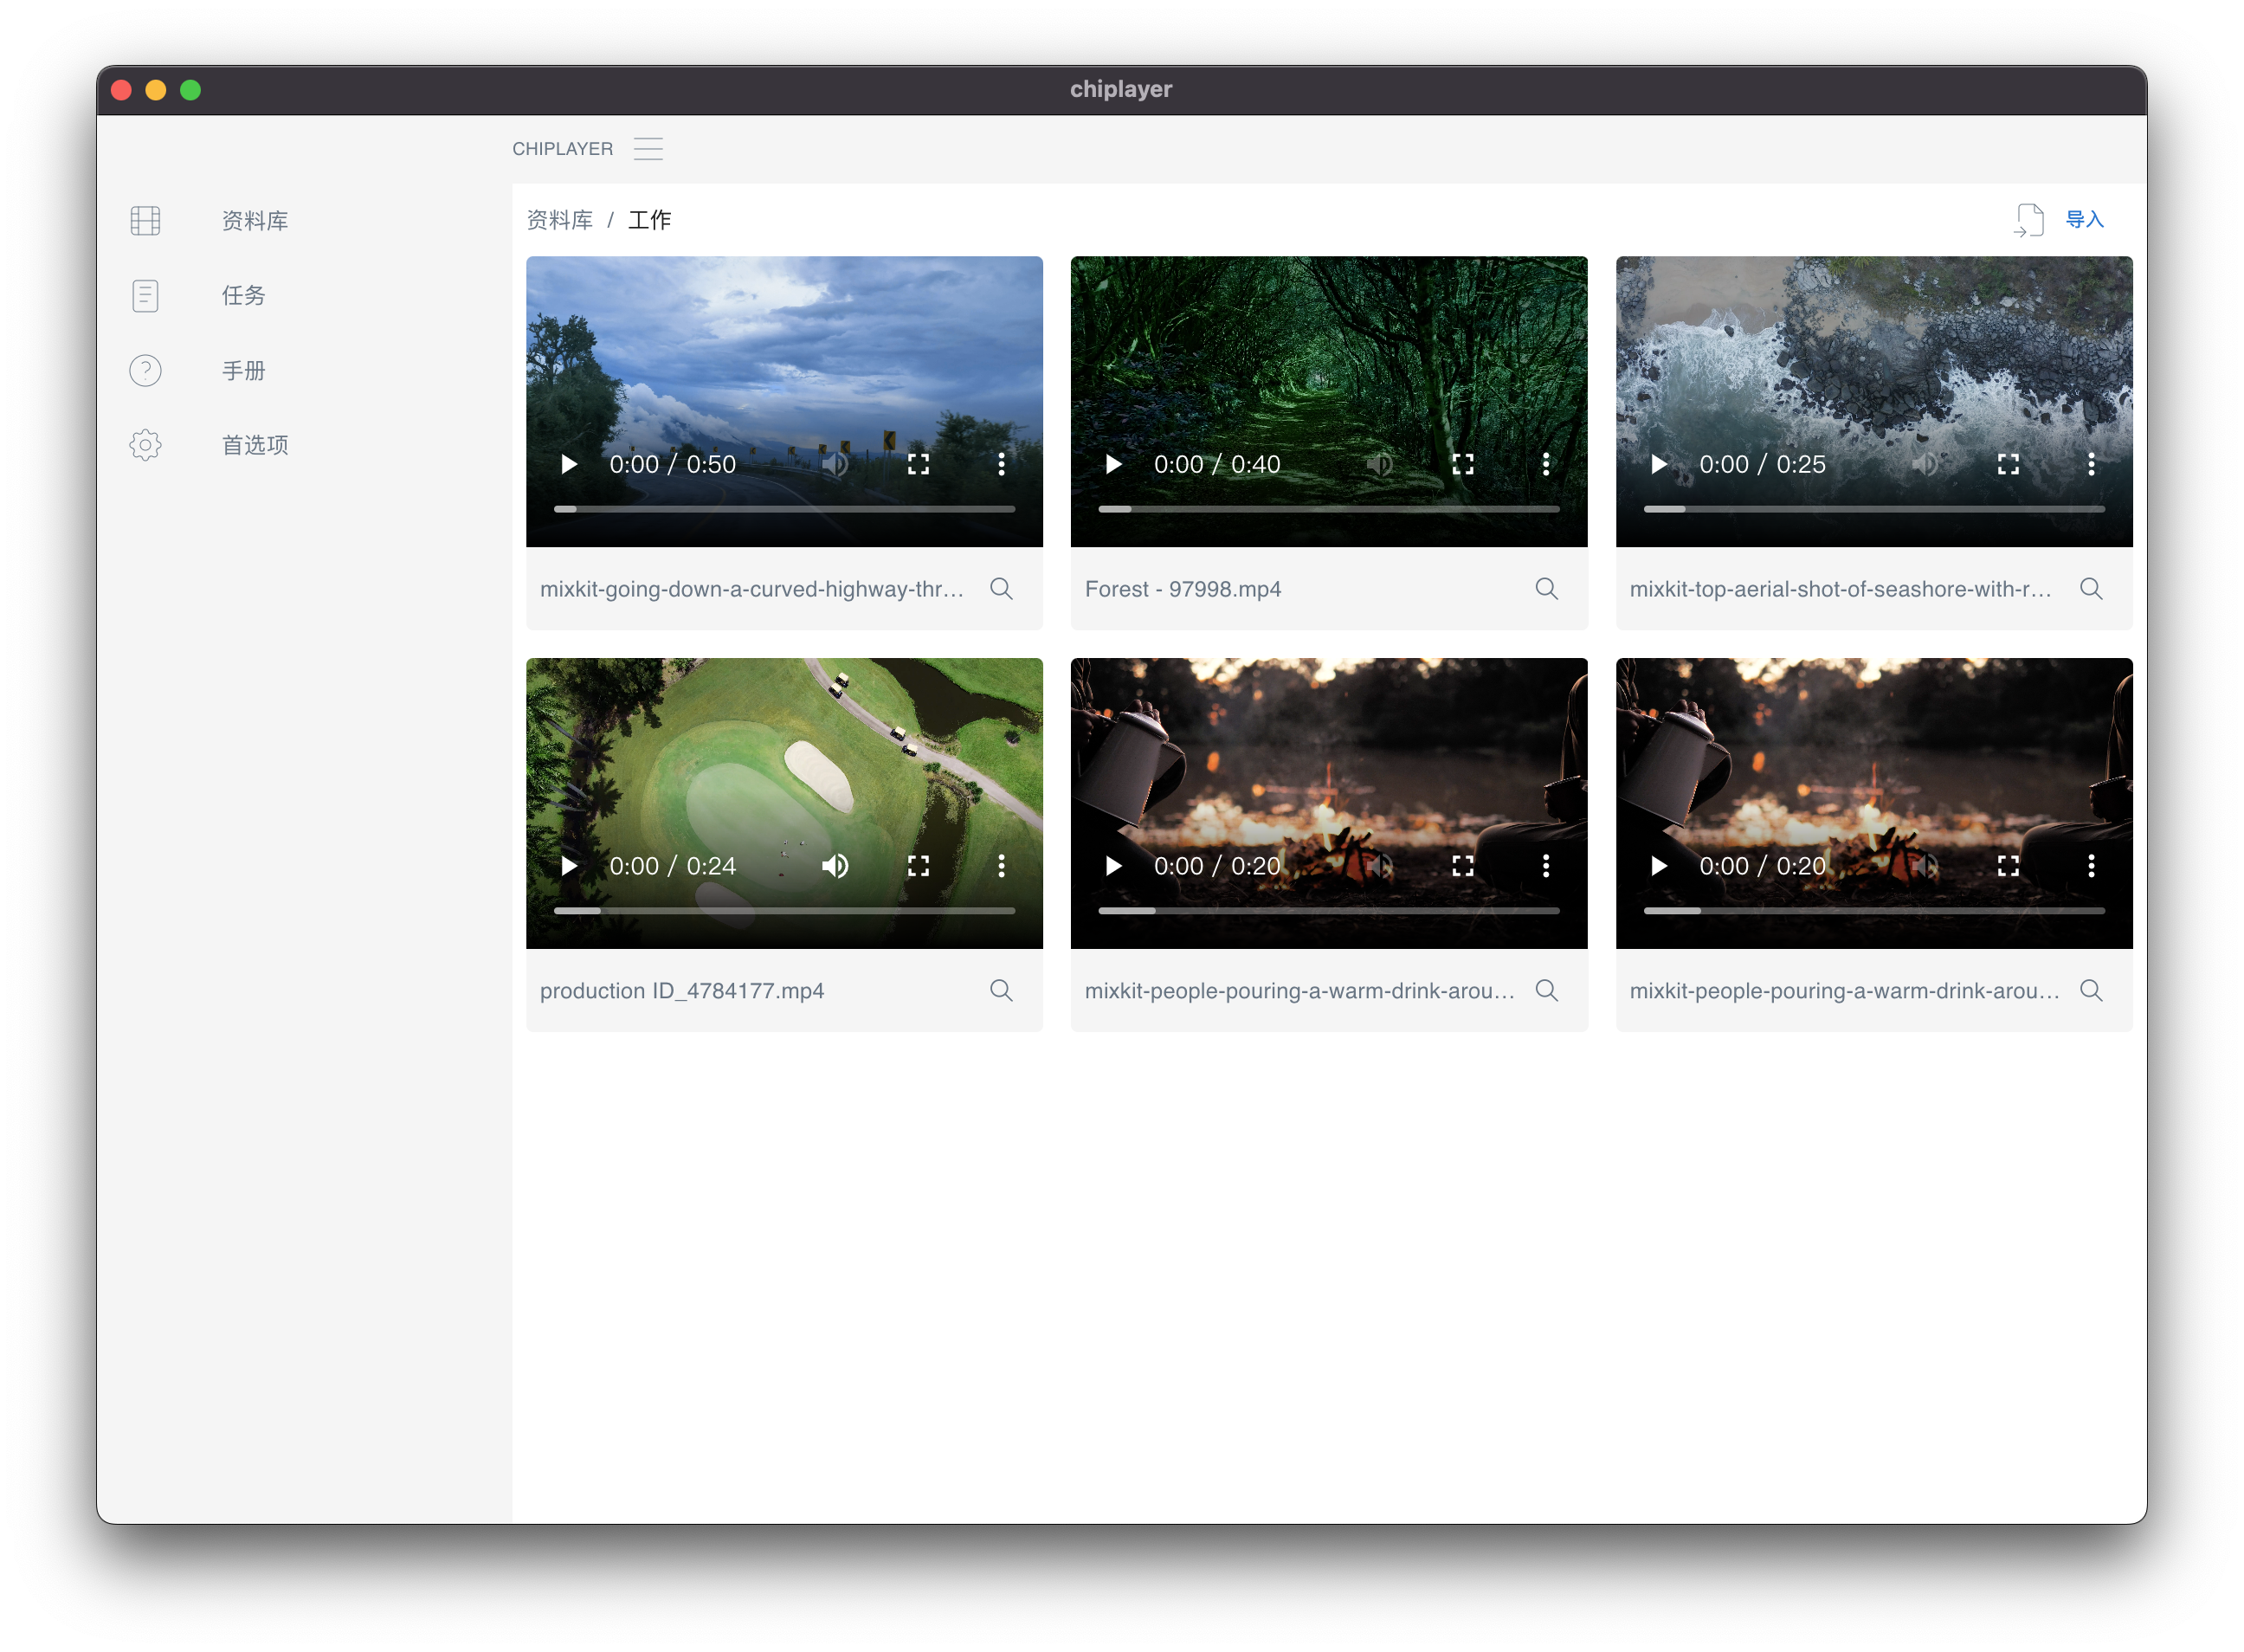 chiplayer
CHIPLAYER
资料库
任务
手册
首选项
资料库 / 工作
导入
0:00 / 0:50
0:00 / 0:40
0:00 / 0:25
mixkit-going-down-a-curved-highway-thr...
Forest - 97998.mp4
mixkit-top-aerial-shot-of-seashore-with-r...
0:00 / 0:24
0:00 / 0:20
0:00 / 0:20
production ID_4784177.mp4
mixkit-people-pouring-a-warm-drink-arou...
mixkit-people-pouring-a-warm-drink-arou...